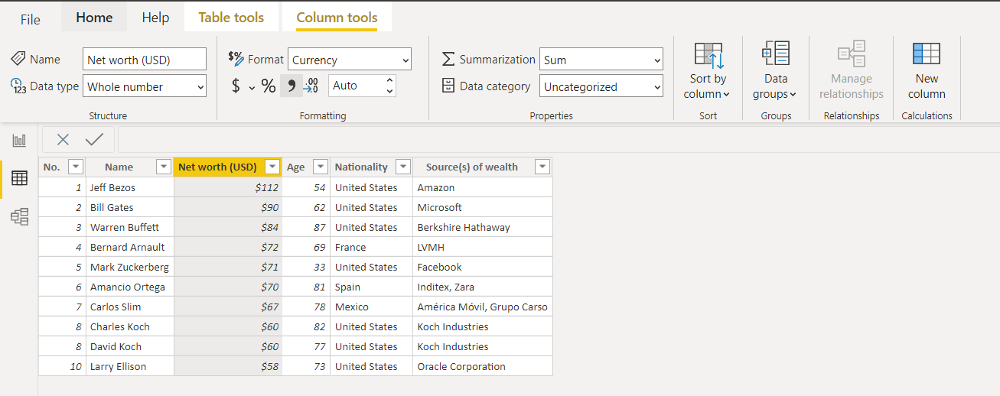 File Home Help Table tools Column tools
Name Net worth (USD) $% Format Currency Summarization Sum
123 Data type Whole number $ % , .00 .0 Auto Data category Uncategorized
Sort by column Data groups Manage relationships New column
Structure Formatting Properties Sort Groups Relationships Calculations
No. Name Net worth (USD) Age Nationality Source(s) of wealth
1 Jeff Bezos $112 54 United States Amazon
2 Bill Gates $90 62 United States Microsoft
3 Warren Buffett $84 87 United States Berkshire Hathaway
4 Bernard Arnault $72 69 France LVMH
5 Mark Zuckerberg $71 33 United States Facebook
6 Amancio Ortega $70 81 Spain Inditex, Zara
7 Carlos Slim $67 78 Mexico América Móvil, Grupo Carso
8 Charles Koch $60 82 United States Koch Industries
8 David Koch $60 77 United States Koch Industries
10 Larry Ellison $58 73 United States Oracle Corporation